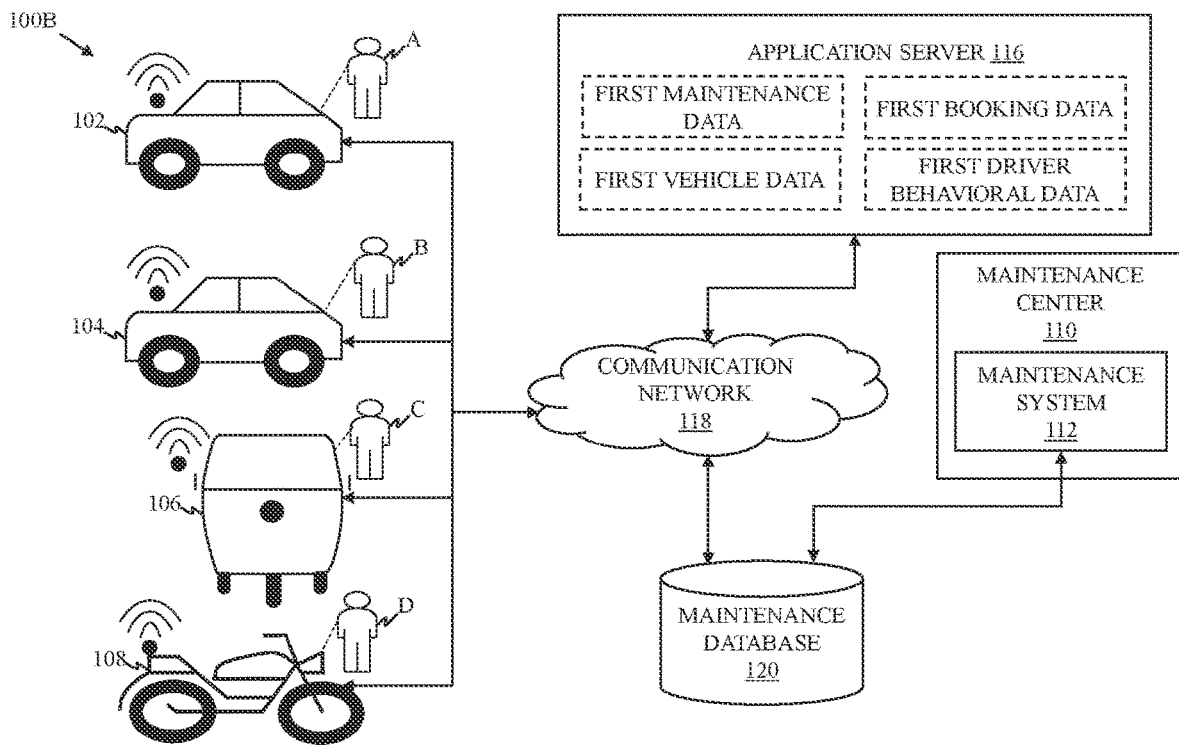 100B
A
102
B
104
C
106
D
108
APPLICATION SERVER 116
FIRST MAINTENANCE
DATA
FIRST BOOKING DATA
FIRST VEHICLE DATA
FIRST DRIVER
BEHAVIORAL DATA
MAINTENANCE
CENTER
110
MAINTENANCE
SYSTEM
112
COMMUNICATION
NETWORK
118
MAINTENANCE
DATABASE
120